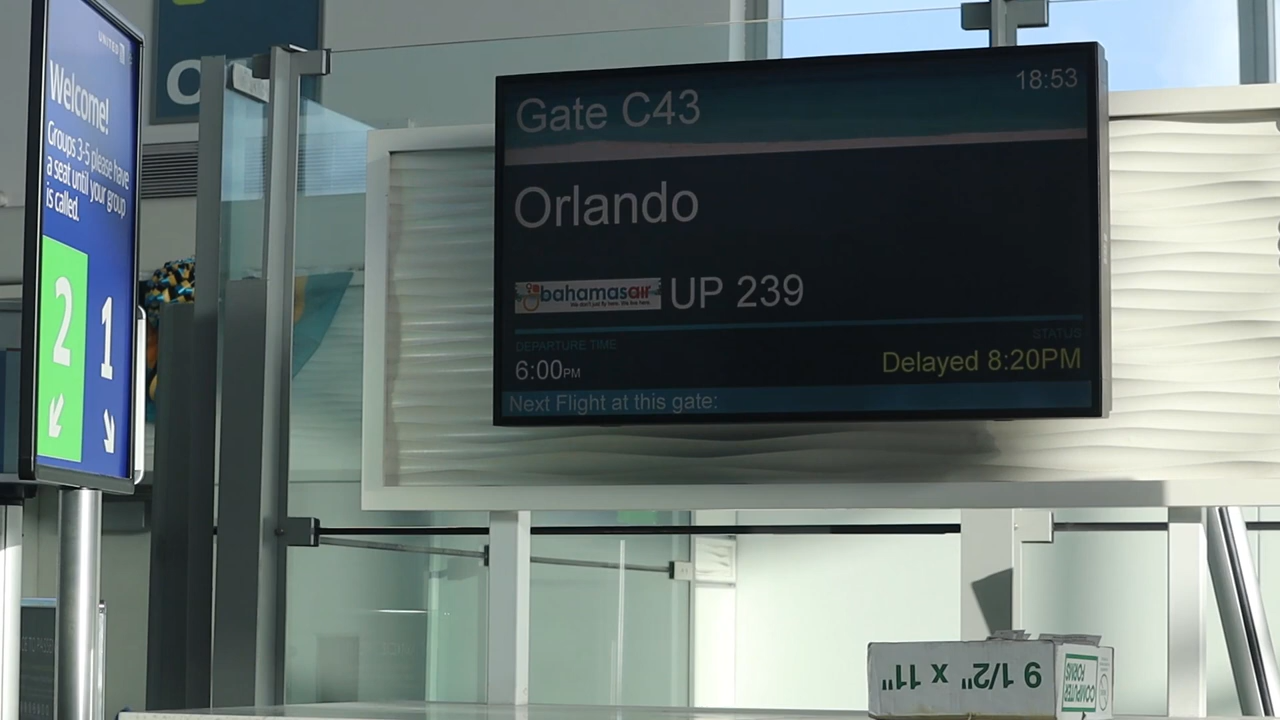 UNITED
Welcome!
Groups 3-5 please have
a seat until your group
is called.
2 1
O
Gate C43
18:53
Orlando
bahamasair
UP 239
DEPARTURE TIME
STATUS
6:00PM
Delayed 8:20PM
Next Flight at this gate:
9 1/2" x 11"
COMPUTER
FORMS